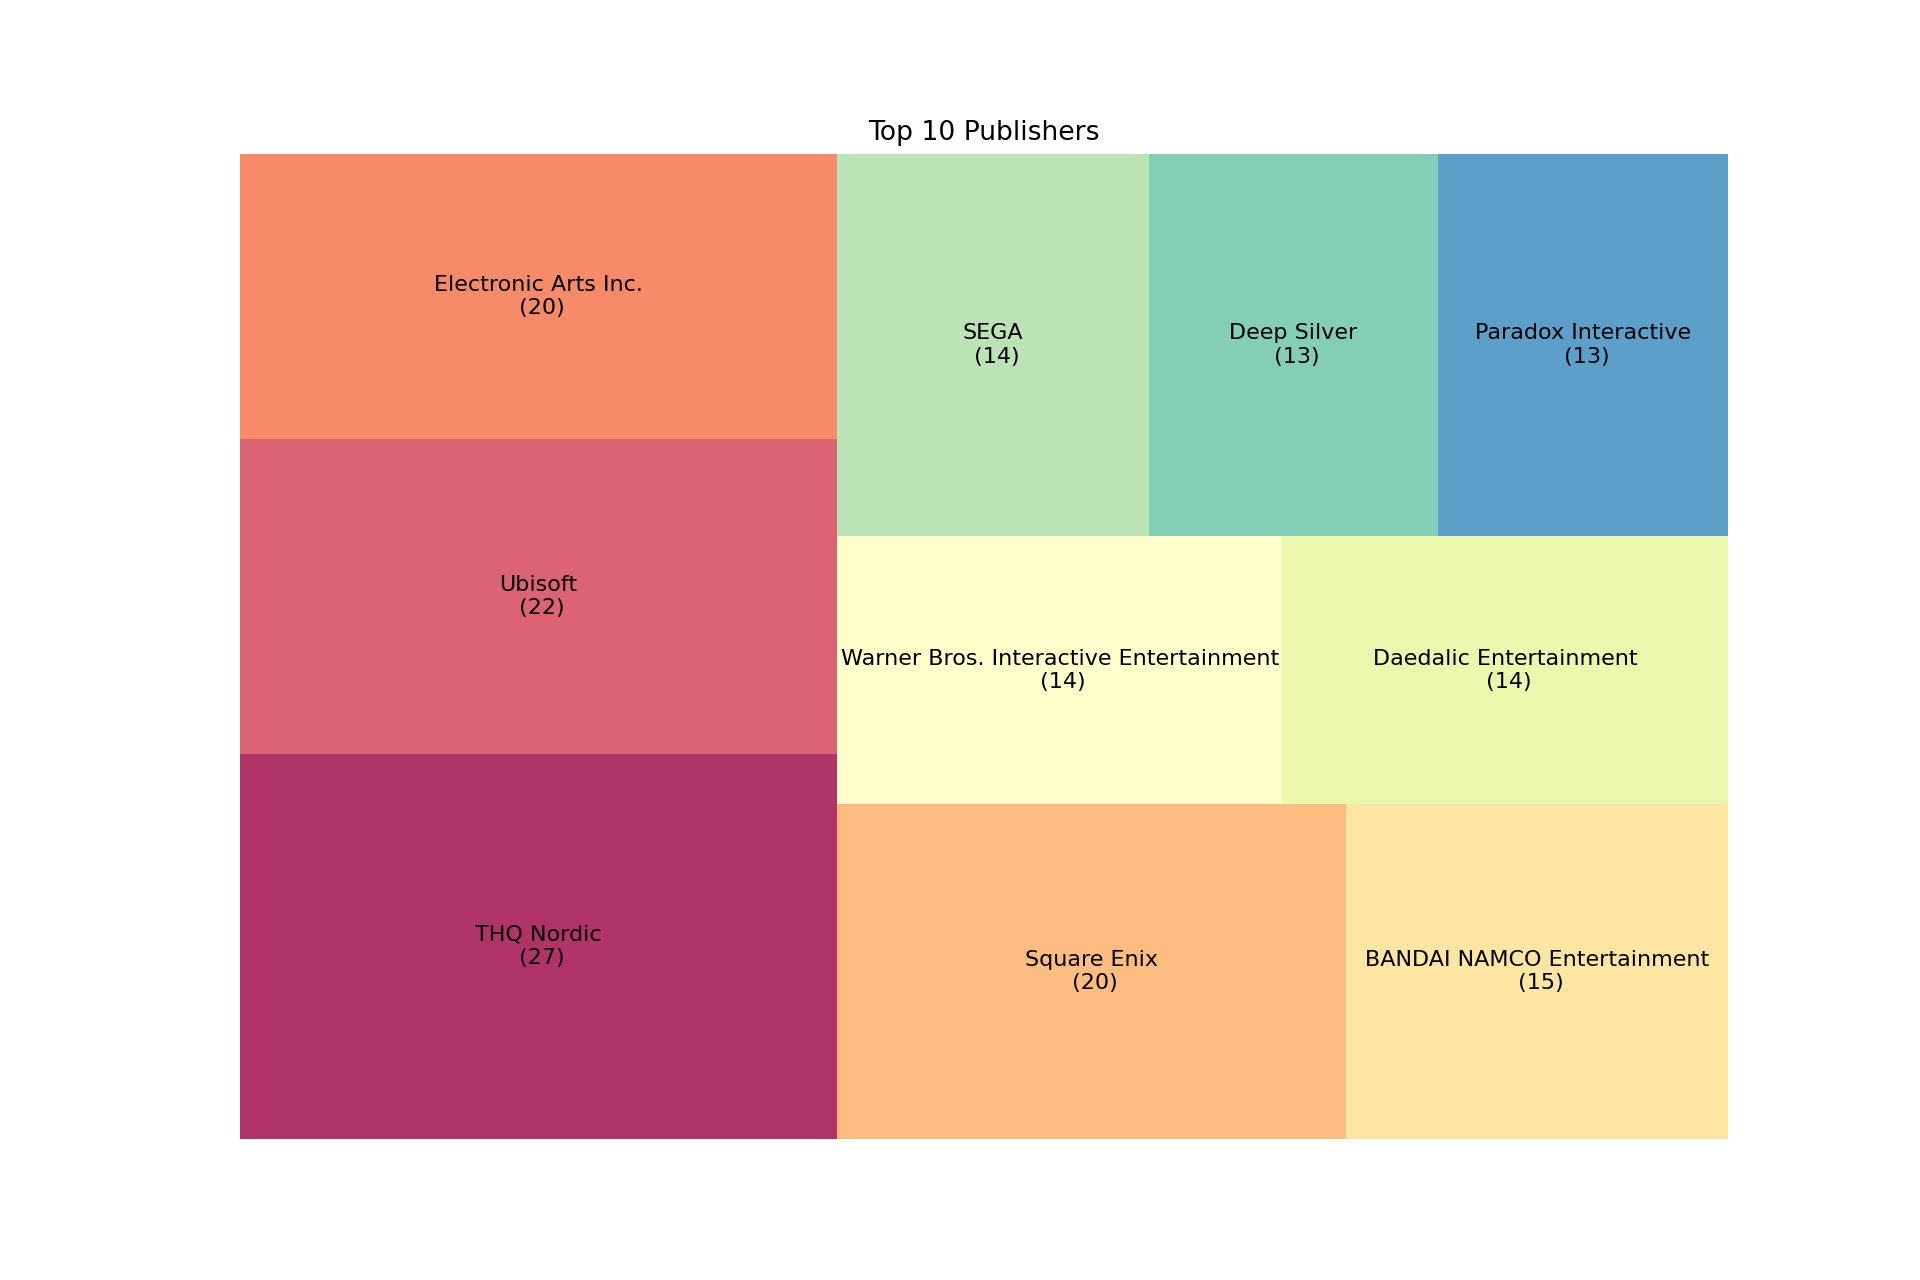 Top 10 Publishers
Electronic Arts Inc.
(20)
SEGA
(14)
Deep Silver
(13)
Paradox Interactive
(13)
Ubisoft
(22)
Warner Bros. Interactive Entertainment
(14)
Daedalic Entertainment
(14)
THQ Nordic
(27)
Square Enix
(20)
BANDAI NAMCO Entertainment
(15)